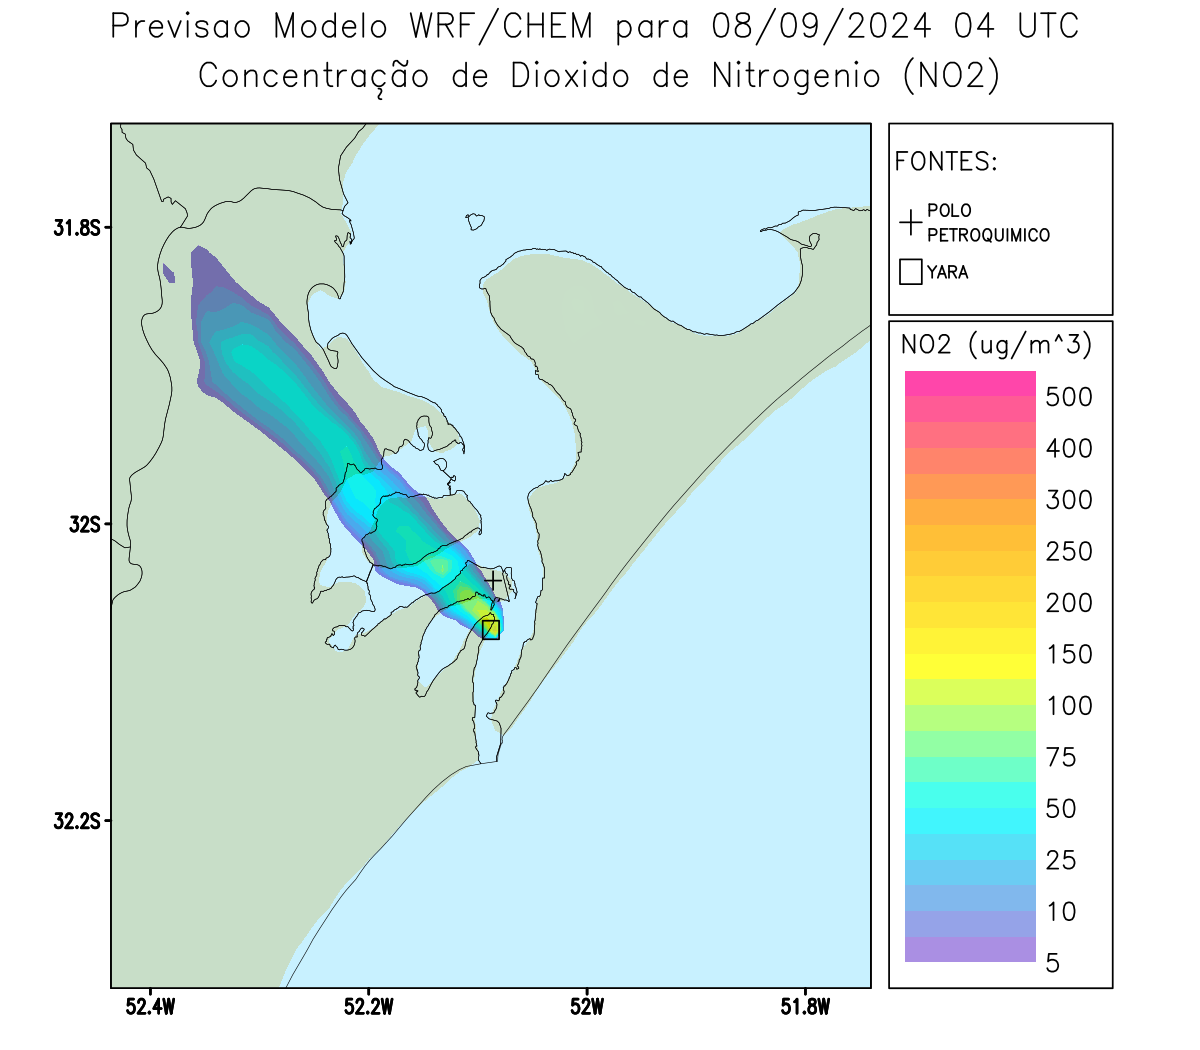 Previsao Modelo WRF/CHEM para 08/09/2024 04 UTC
Concentração de Dioxido de Nitrogenio (NO2)
FONTES:
POLO
PETROQUIMICO
YARA
NO2 (ug/m^3)
500
400
300
250
200
150
100
75
50
25
10
5
31.8S
32S
32.2S
52.4W
52.2W
52W
51.8W